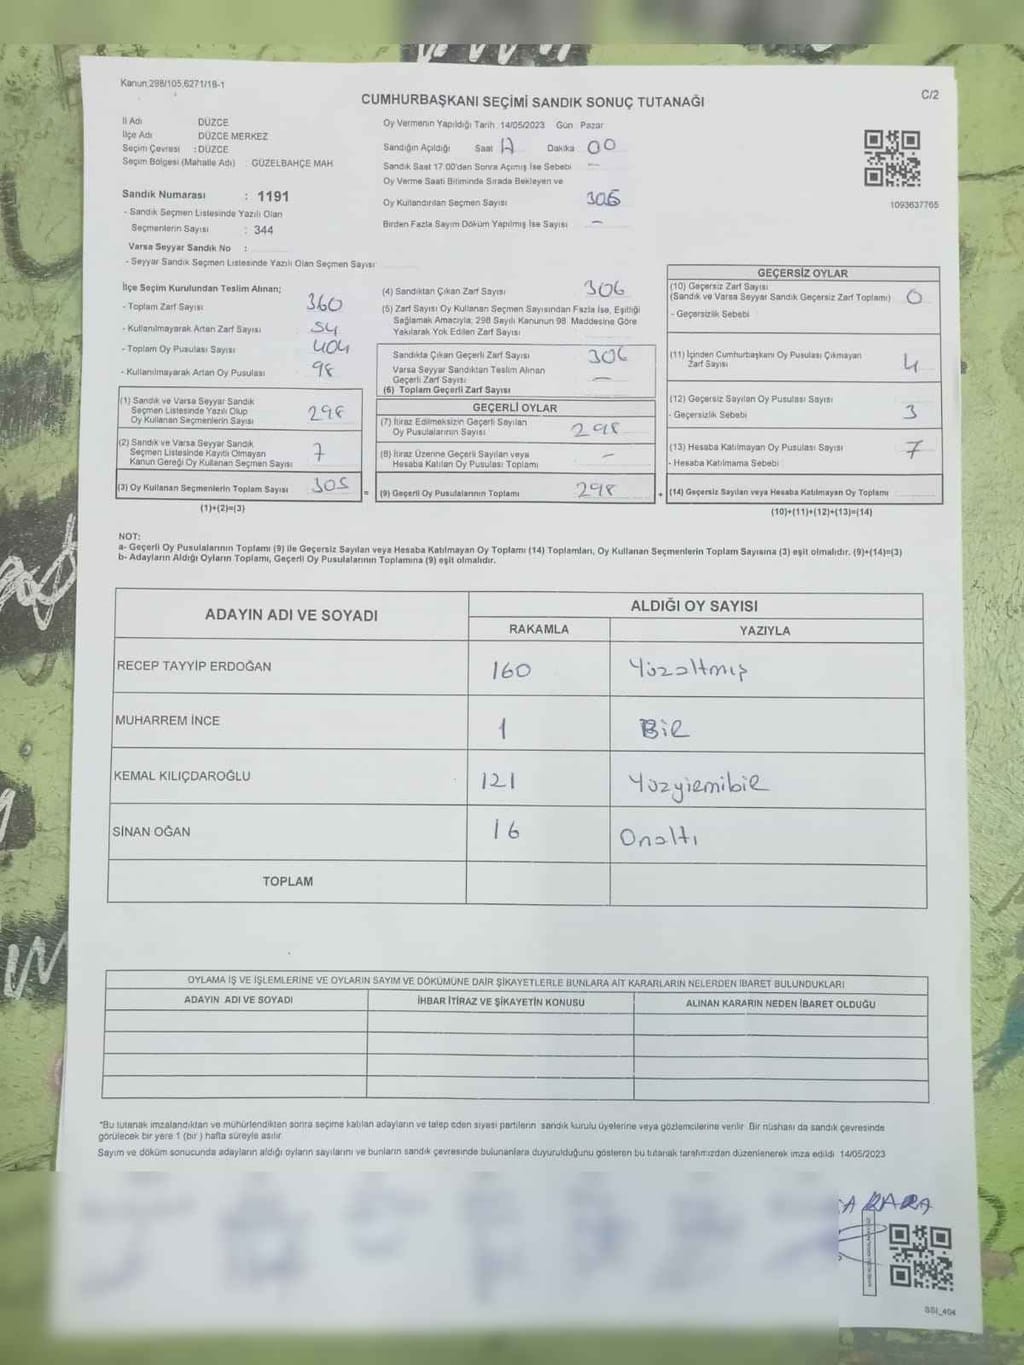 Kanun,298/105,6271/18-1
C/2
CUMHURBAŞKANI SEÇİMİ SANDIK SONUÇ TUTANAĞI
İl Adı DÜZCE
İlçe Adı DÜZCE MERKEZ
Seçim Çevresi : DÜZCE
Seçim Bölgesi (Mahalle Adı) : GÜZELBAHÇE MAH.
Sandık Numarası : 1191
- Sandık Seçmen Listesinde Yazılı Olan
Seçmenlerin Sayısı : 344
Varsa Seyyar Sandık No :
- Seyyar Sandık Seçmen Listesinde Yazılı Olan Seçmen Sayısı
Oy Vermenin Yapıldığı Tarih 14/05/2023 Gün Pazar
Sandığın Açıldığı Saat Dakika 00
Sandık Saat 17.00'den Sonra Açımış İse Sebebi —
Oy Verme Saati Bitiminde Sırada Bekleyen ve
Oy Kullandırılan Seçmen Sayısı 306
Birden Fazla Sayım Döküm Yapılmış İse Sayısı —
1093637765
İlçe Seçim Kurulundan Teslim Alınan;
- Toplam Zarf Sayısı 360
- Kullanılmayarak Artan Zarf Sayısı 54
- Toplam Oy Pusulası Sayısı 404
- Kullanılmayarak Artan Oy Pusulası 98
(1) Sandık ve Varsa Seyyar Sandık
Seçmen Listesinde Yazılı Olup
Oy Kullanan Seçmenlerin Sayısı 298
(2) Sandık ve Varsa Seyyar Sandık
Seçmen Listesinde Kayıtlı Olmayan
Kanun Gereği Oy Kullanan Seçmen Sayısı 7
(3) Oy Kullanan Seçmenlerin Toplam Sayısı 305
(1)+(2)=(3)
(4) Sandıktan Çıkan Zarf Sayısı 306
(5) Zarf Sayısı Oy Kullanan Seçmen Sayısından Fazla İse, Eşitliği
Sağlamak Amacıyla; 298 Sayılı Kanunun 98. Maddesine Göre
Yakılarak Yok Edilen Zarf Sayısı
Sandıkta Çıkan Geçerli Zarf Sayısı 306
Varsa Seyyar Sandıktan Teslim Alınan
Geçerli Zarf Sayısı —
(6) Toplam Geçerli Zarf Sayısı
GEÇERLİ OYLAR
(7) İtiraz Edilmeksizin Geçerli Sayılan
Oy Pusulalarının Sayısı 298
(8) İtiraz Üzerine Geçerli Sayılan veya
Hesaba Katılan Oy Pusulası Toplamı —
= (9) Geçerli Oy Pusulalarının Toplamı 298
GEÇERSİZ OYLAR
(10) Geçersiz Zarf Sayısı
(Sandık ve Varsa Seyyar Sandık Geçersiz Zarf Toplamı) 0
- Geçersizlik Sebebi
(11) İçinden Cumhurbaşkanı Oy Pusulası Çıkmayan
Zarf Sayısı 4
(12) Geçersiz Sayılan Oy Pusulası Sayısı
- Geçersizlik Sebebi 3
(13) Hesaba Katılmayan Oy Pusulası Sayısı 7
- Hesaba Katılmama Sebebi
+ (14) Geçersiz Sayılan veya Hesaba Katılmayan Oy Toplamı
(10)+(11)+(12)+(13)=(14)
NOT:
a- Geçerli Oy Pusulalarının Toplamı (9) ile Geçersiz Sayılan veya Hesaba Katılmayan Oy Toplamı (14) Toplamları, Oy Kullanan Seçmenlerin Toplam Sayısına (3) eşit olmalıdır. (9)+(14)=(3)
b- Adayların Aldığı Oyların Toplamı, Geçerli Oy Pusulalarının Toplamına (9) eşit olmalıdır.
ADAYIN ADI VE SOYADI
ALDIĞI OY SAYISI
RAKAMLA YAZIYLA
RECEP TAYYİP ERDOĞAN 160 Yüzaltmış
MUHARREM İNCE 1 Bir
KEMAL KILIÇDAROĞLU 121 Yüzyiemibir
SİNAN OĞAN 16 Onaltı
TOPLAM
OYLAMA İŞ VE İŞLEMLERİNE VE OYLARIN SAYIM VE DÖKÜMÜNE DAİR ŞİKAYETLERLE BUNLARA AİT KARARLARIN NELERDEN İBARET BULUNDUKLARI
ADAYIN ADI VE SOYADI İHBAR İTİRAZ VE ŞİKAYETİN KONUSU ALINAN KARARIN NEDEN İBARET OLDUĞU
*Bu tutanak imzalandıktan ve mühürlendikten sonra seçime katılan adayların ve talep eden siyasi partilerin sandık kurulu üyelerine veya gözlemcilerine verilir. Bir nüshası da sandık çevresinde
görülecek bir yere 1 (bir ) hafta süreyle asılır.
Sayım ve döküm sonucunda adayların aldığı oyların sayılarını ve bunların sandık çevresinde bulunanlara duyurulduğunu gösteren bu tutanak tarafımızdan düzenlenerek imza edildi 14/05/2023
KARA
SSI_404